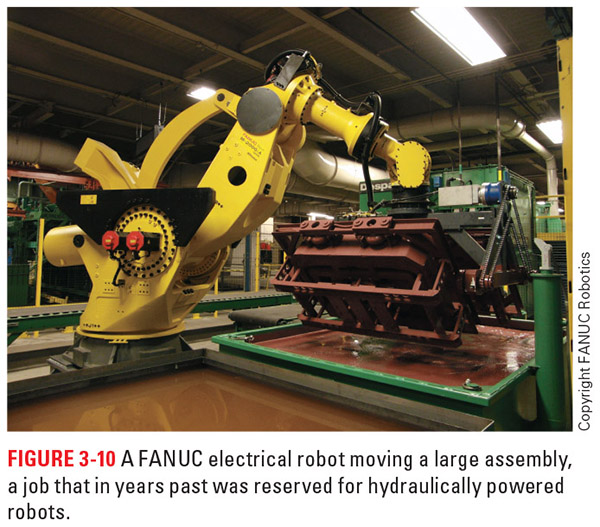 Copyright FANUC Robotics
FIGURE 3-10 A FANUC electrical robot moving a large assembly,
a job that in years past was reserved for hydraulically powered
robots.